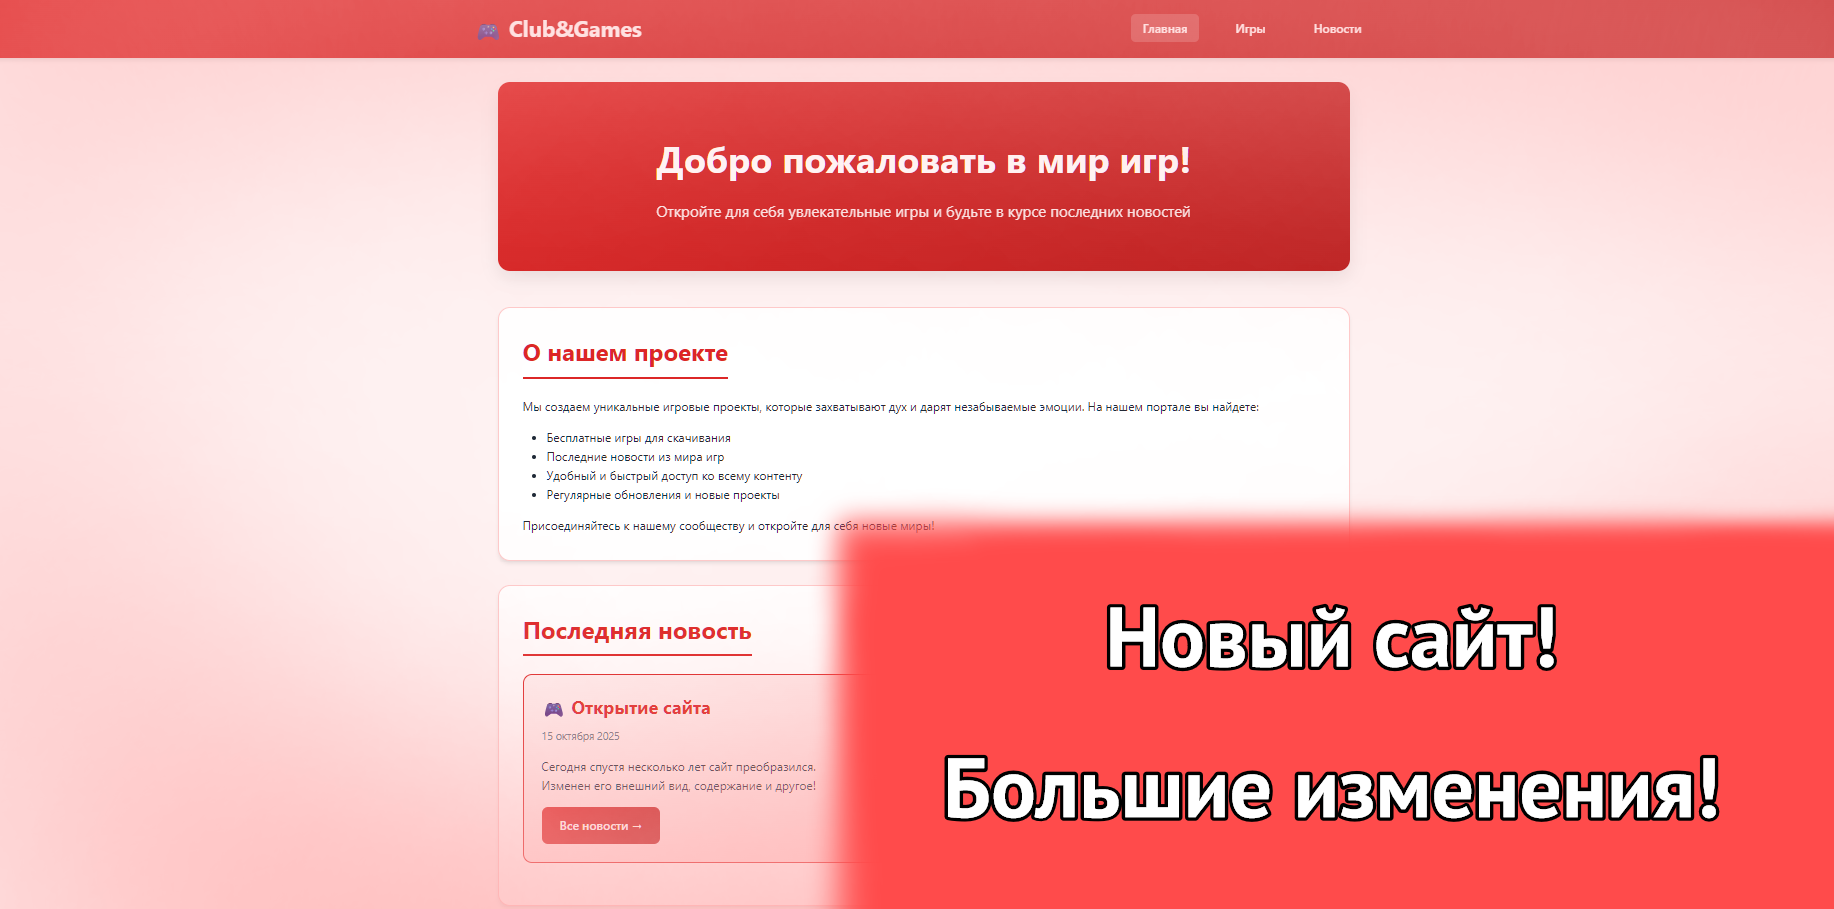 Club&Games
Главная Игры Новости
Добро пожаловать в мир игр!
Откройте для себя увлекательные игры и будьте в курсе последних новостей
О нашем проекте
Мы создаем уникальные игровые проекты, которые захватывают дух и дарят незабываемые эмоции. На нашем портале вы найдете:
Бесплатные игры для скачивания
Последние новости из мира игр
Удобный и быстрый доступ ко всему контенту
Регулярные обновления и новые проекты
Присоединяйтесь к нашему сообществу и откройте для себя новые миры!
Последняя новость
Открытие сайта
15 октября 2025
Сегодня спустя несколько лет сайт преобразился.
Изменен его внешний вид, содержание и другое!
Все новости →
Новый сайт!
Большие изменения!